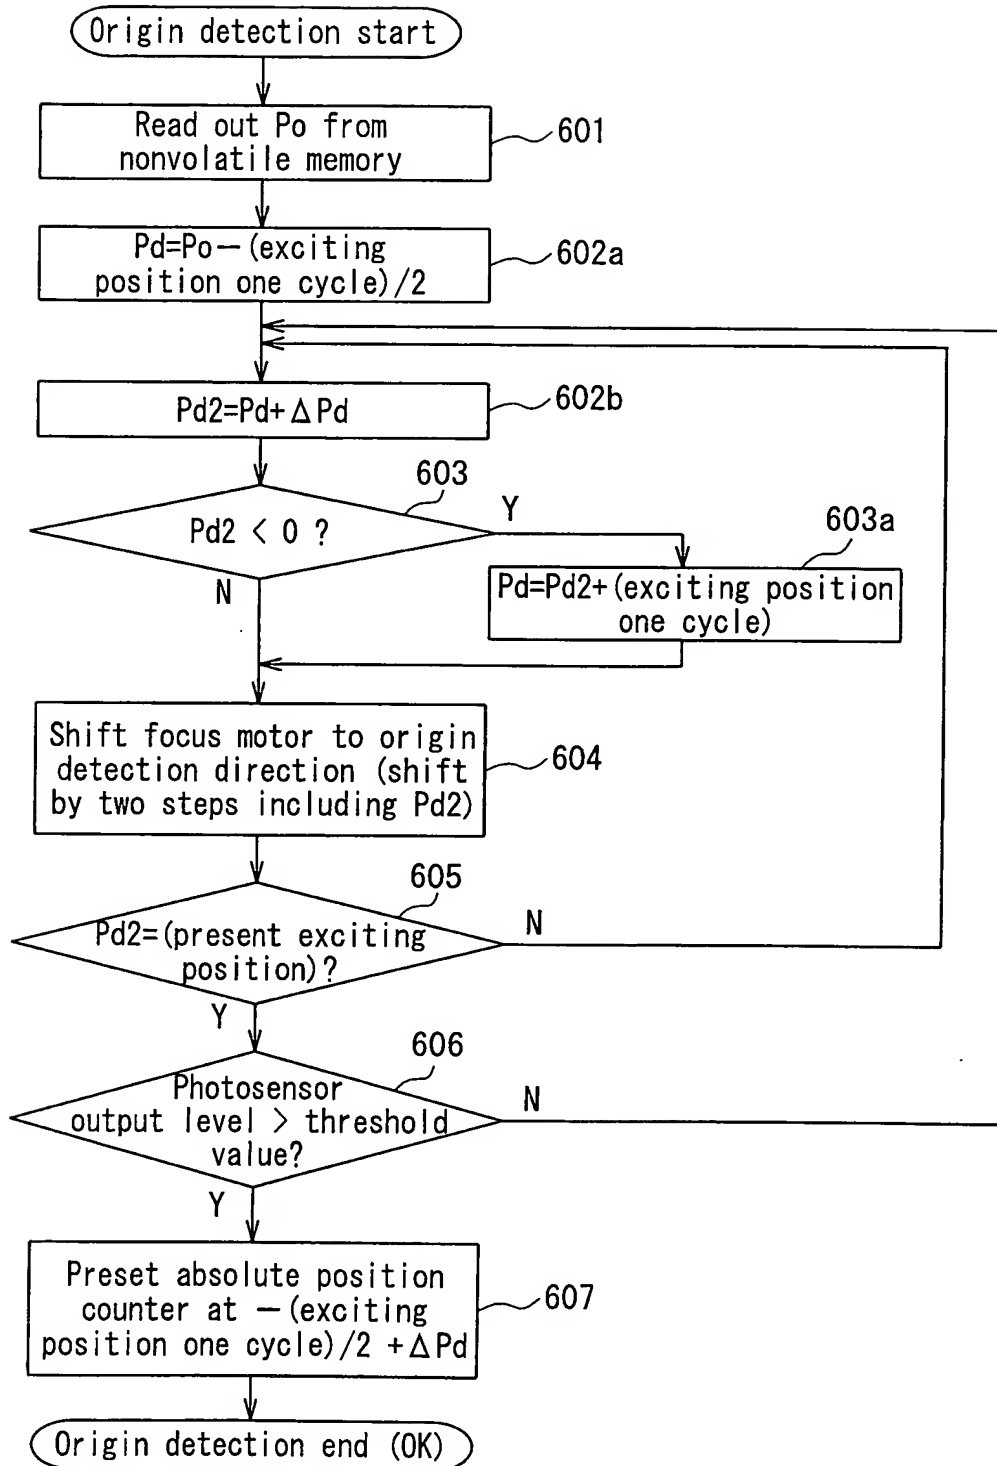 Origin detection start
Read out Po from
nonvolatile memory
601
Pd=Po－(exciting
position one cycle)/2
602a
Pd2=Pd+ΔPd
602b
603
Pd2 < 0 ?
Y
N
603a
Pd=Pd2+(exciting position
one cycle)
Shift focus motor to origin
detection direction (shift
by two steps including Pd2)
604
605
Pd2=(present exciting
position)?
N
Y
606
Photosensor
output level > threshold
value?
N
Y
Preset absolute position
counter at －(exciting
position one cycle)/2 +ΔPd
607
Origin detection end (OK)